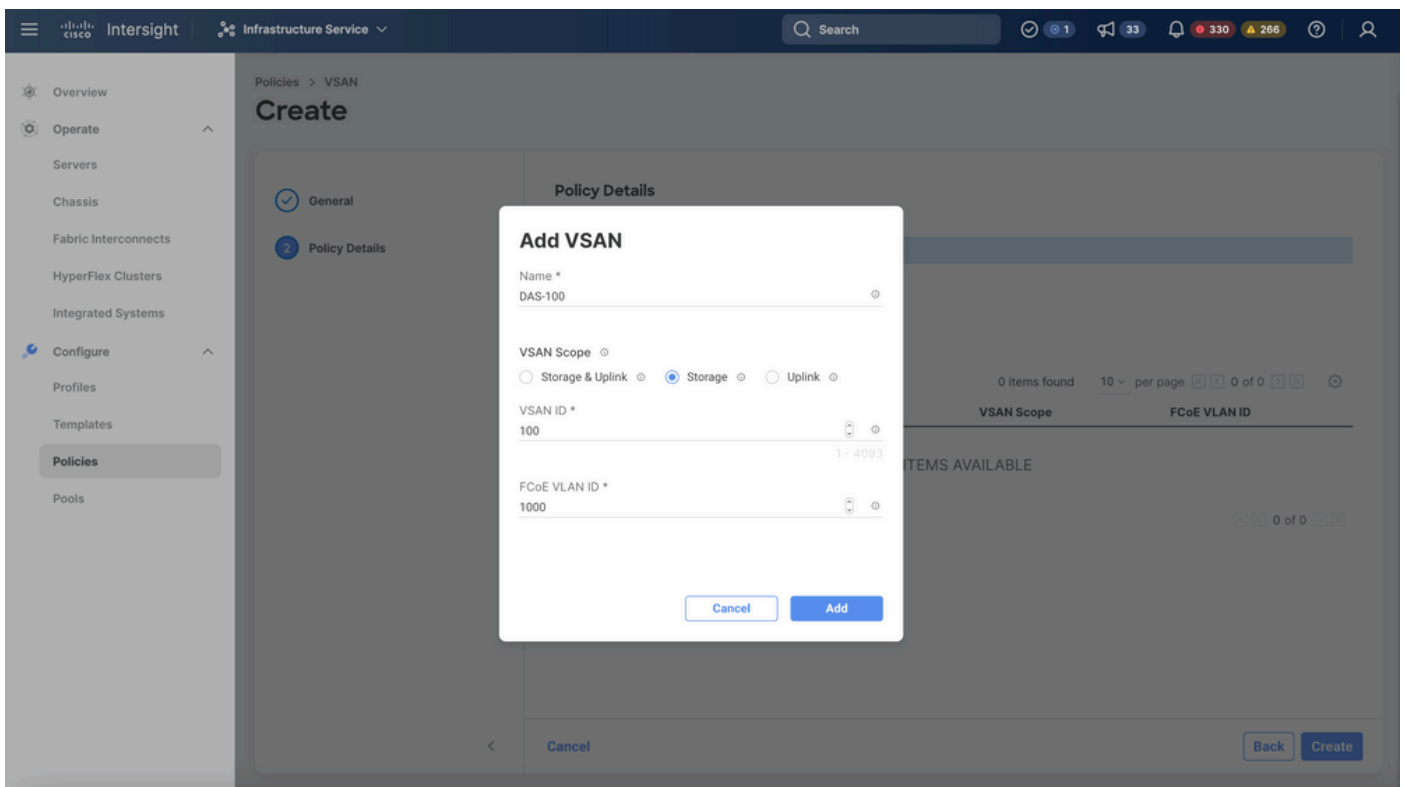 cisco Intersight Infrastructure Service Search 1 33 330 266
Overview
Operate
Servers
Chassis
Fabric Interconnects
HyperFlex Clusters
Integrated Systems
Configure
Profiles
Templates
Policies
Pools
Policies > VSAN
Create
General
2 Policy Details
Policy Details
Add VSAN
Name *
DAS-100
VSAN Scope
Storage & Uplink Storage Uplink
VSAN ID *
100
1 - 4093
FCoE VLAN ID *
1000
Cancel Add
0 items found 10 per page 0 of 0
VSAN Scope FCoE VLAN ID
ITEMS AVAILABLE
0 of 0
Cancel Back Create